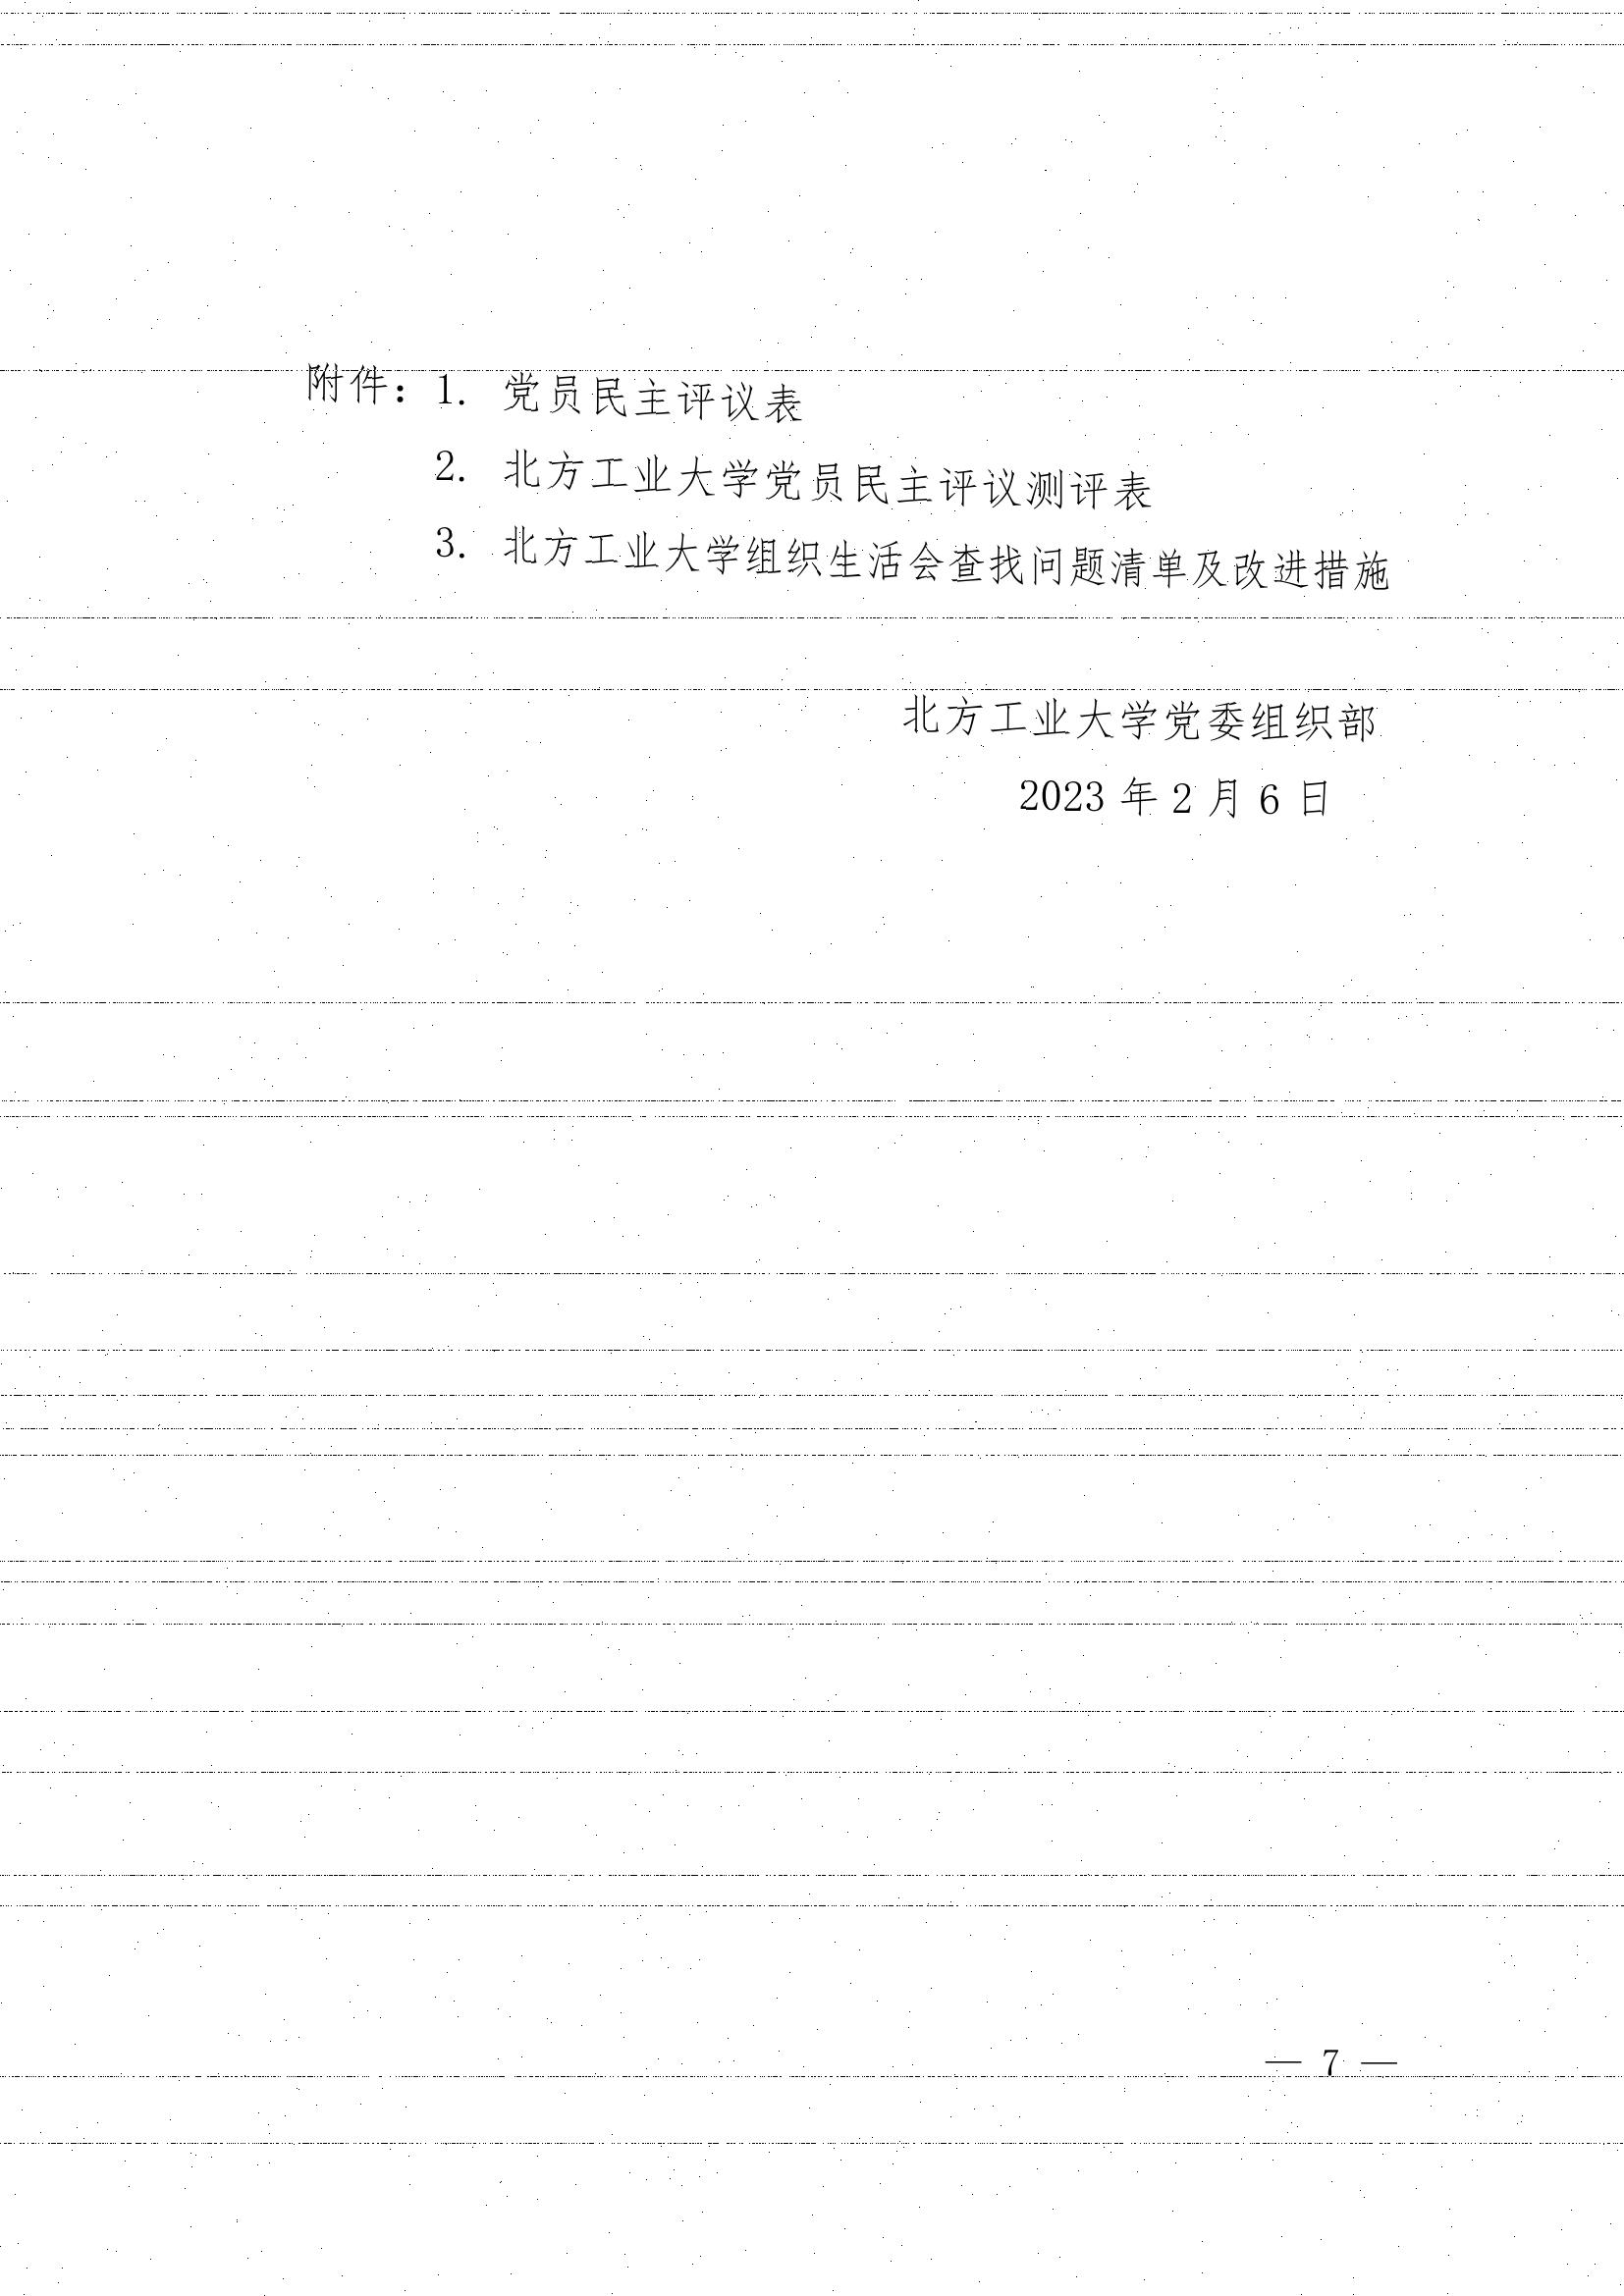 附件：1. 党员民主评议表
2. 北方工业大学党员民主评议测评表
3. 北方工业大学组织生活会查找问题清单及改进措施
北方工业大学党委组织部
2023 年 2 月 6 日
— 7 —